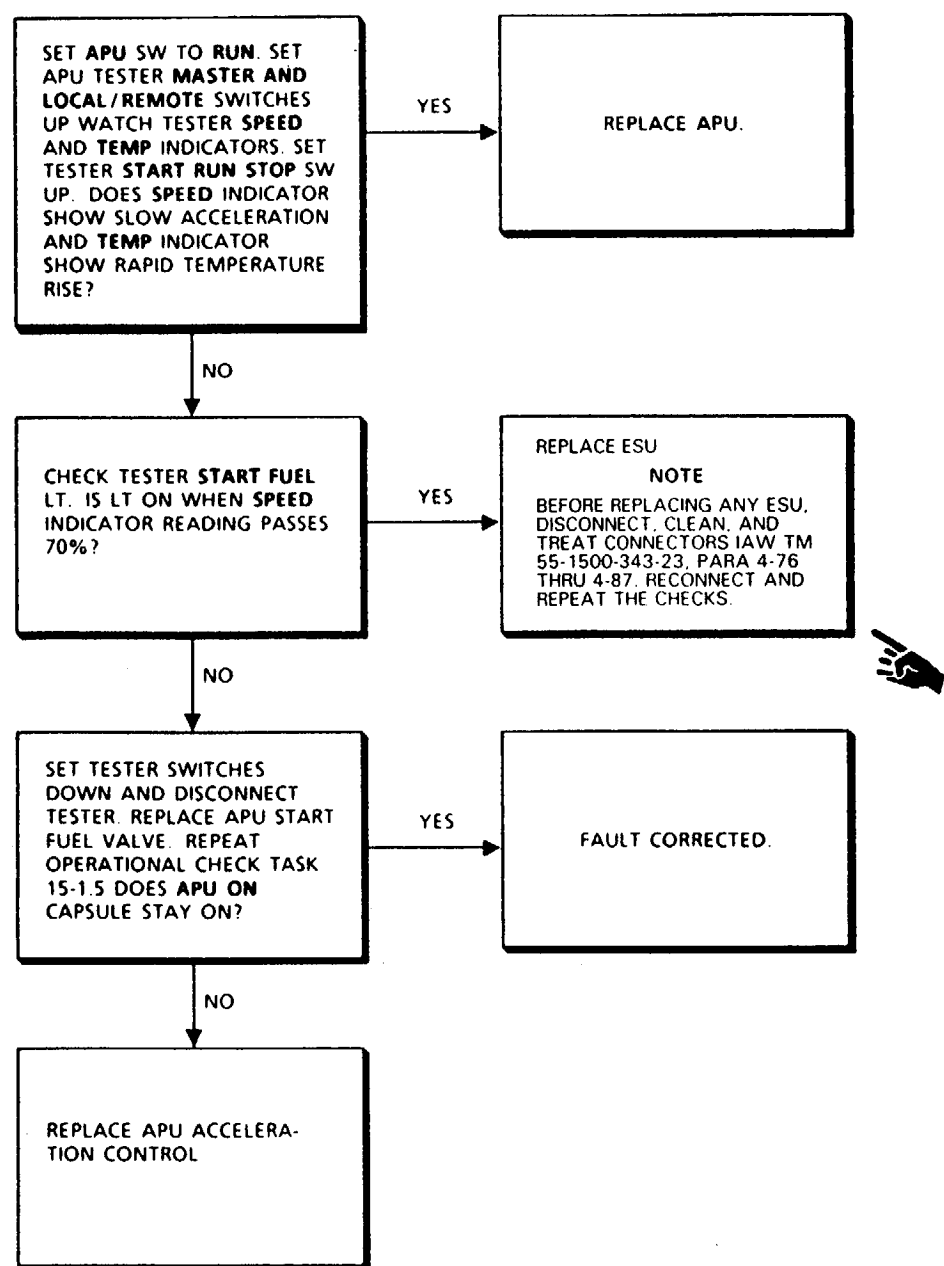 SET APU SW TO RUN. SET
APU TESTER MASTER AND
LOCAL/REMOTE SWITCHES
UP WATCH TESTER SPEED
AND TEMP INDICATORS. SET
TESTER START RUN STOP SW
UP. DOES SPEED INDICATOR
SHOW SLOW ACCELERATION
AND TEMP INDICATOR
SHOW RAPID TEMPERATURE
RISE?
YES
REPLACE APU.
NO
CHECK TESTER START FUEL
LT. IS LT ON WHEN SPEED
INDICATOR READING PASSES
70%?
YES
REPLACE ESU
NOTE
BEFORE REPLACING ANY ESU,
DISCONNECT, CLEAN, AND
TREAT CONNECTORS IAW TM
55-1500-343-23, PARA 4-76
THRU 4-87. RECONNECT AND
REPEAT THE CHECKS.
NO
SET TESTER SWITCHES
DOWN AND DISCONNECT
TESTER. REPLACE APU START
FUEL VALVE. REPEAT
OPERATIONAL CHECK TASK
15-1.5 DOES APU ON
CAPSULE STAY ON?
YES
FAULT CORRECTED.
NO
REPLACE APU ACCELERA-
TION CONTROL